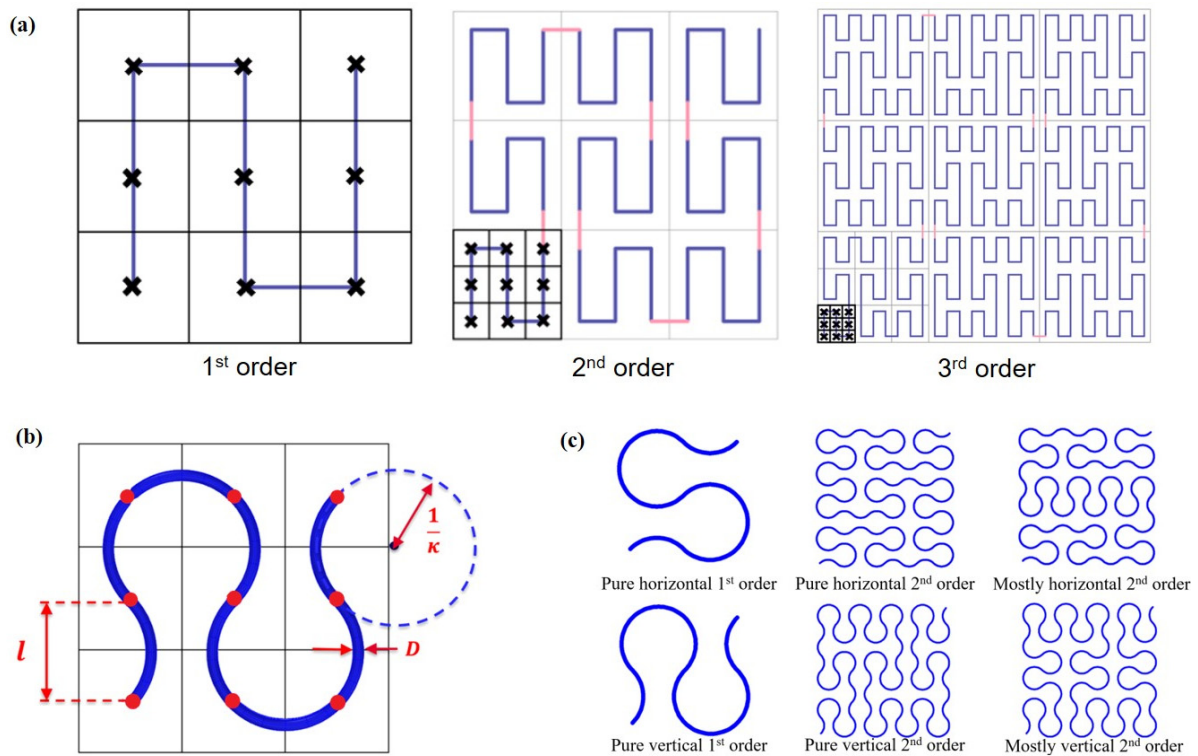 (a)
1st order
2nd order
3rd order
(b)
1/κ
l
D
(c)
Pure horizontal 1st order
Pure horizontal 2nd order
Mostly horizontal 2nd order
Pure vertical 1st order
Pure vertical 2nd order
Mostly vertical 2nd order